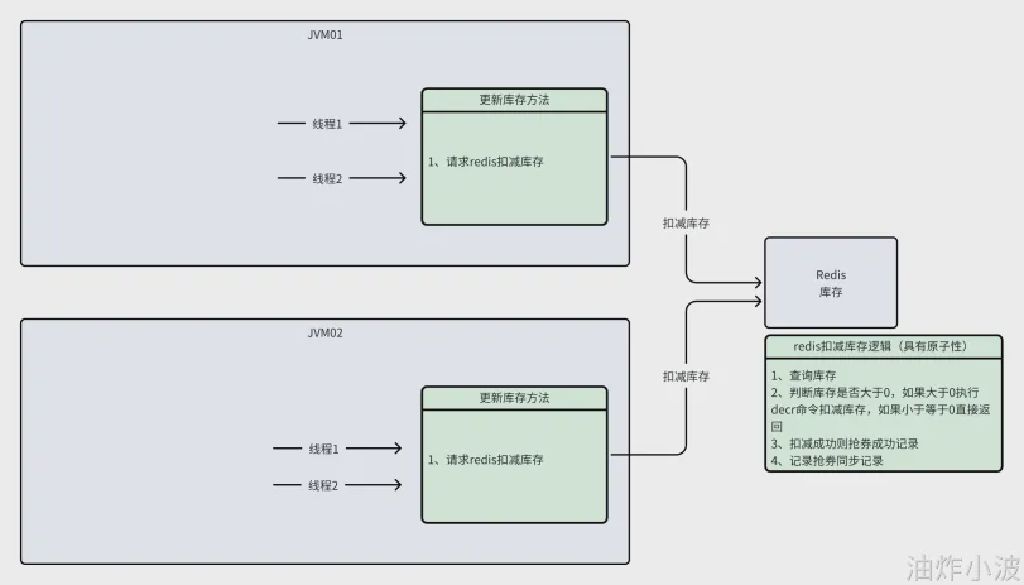 JVM01
更新库存方法
线程1
1、请求redis扣减库存
线程2
扣减库存
Redis
库存
JVM02
redis扣减库存逻辑（具有原子性）
1、查询库存
2、判断库存是否大于0，如果大于0执行
decr命令扣减库存，如果小于等于0直接返
回
3、扣减成功则抢券成功记录
4、记录抢券同步记录
扣减库存
更新库存方法
线程1
1、请求redis扣减库存
线程2
油炸小波